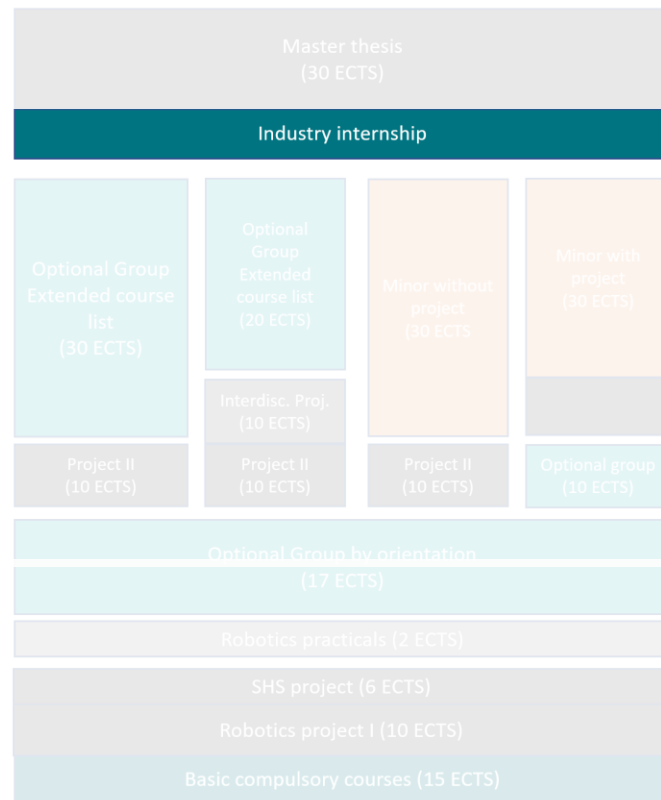 Master thesis
(30 ECTS)
Industry internship
Optional Group
Extended course
list
(30 ECTS)
Optional
Group
Extended
course list
(20 ECTS)
Minor without
project
(30 ECTS
Minor with
project
(30 ECTS)
Interdisc. Proj.
(10 ECTS)
Project II
(10 ECTS)
Project II
(10 ECTS)
Project II
(10 ECTS)
Optional group
(10 ECTS)
Optional Group by orientation
(17 ECTS)
Robotics practicals (2 ECTS)
SHS project (6 ECTS)
Robotics project I (10 ECTS)
Basic compulsory courses (15 ECTS)